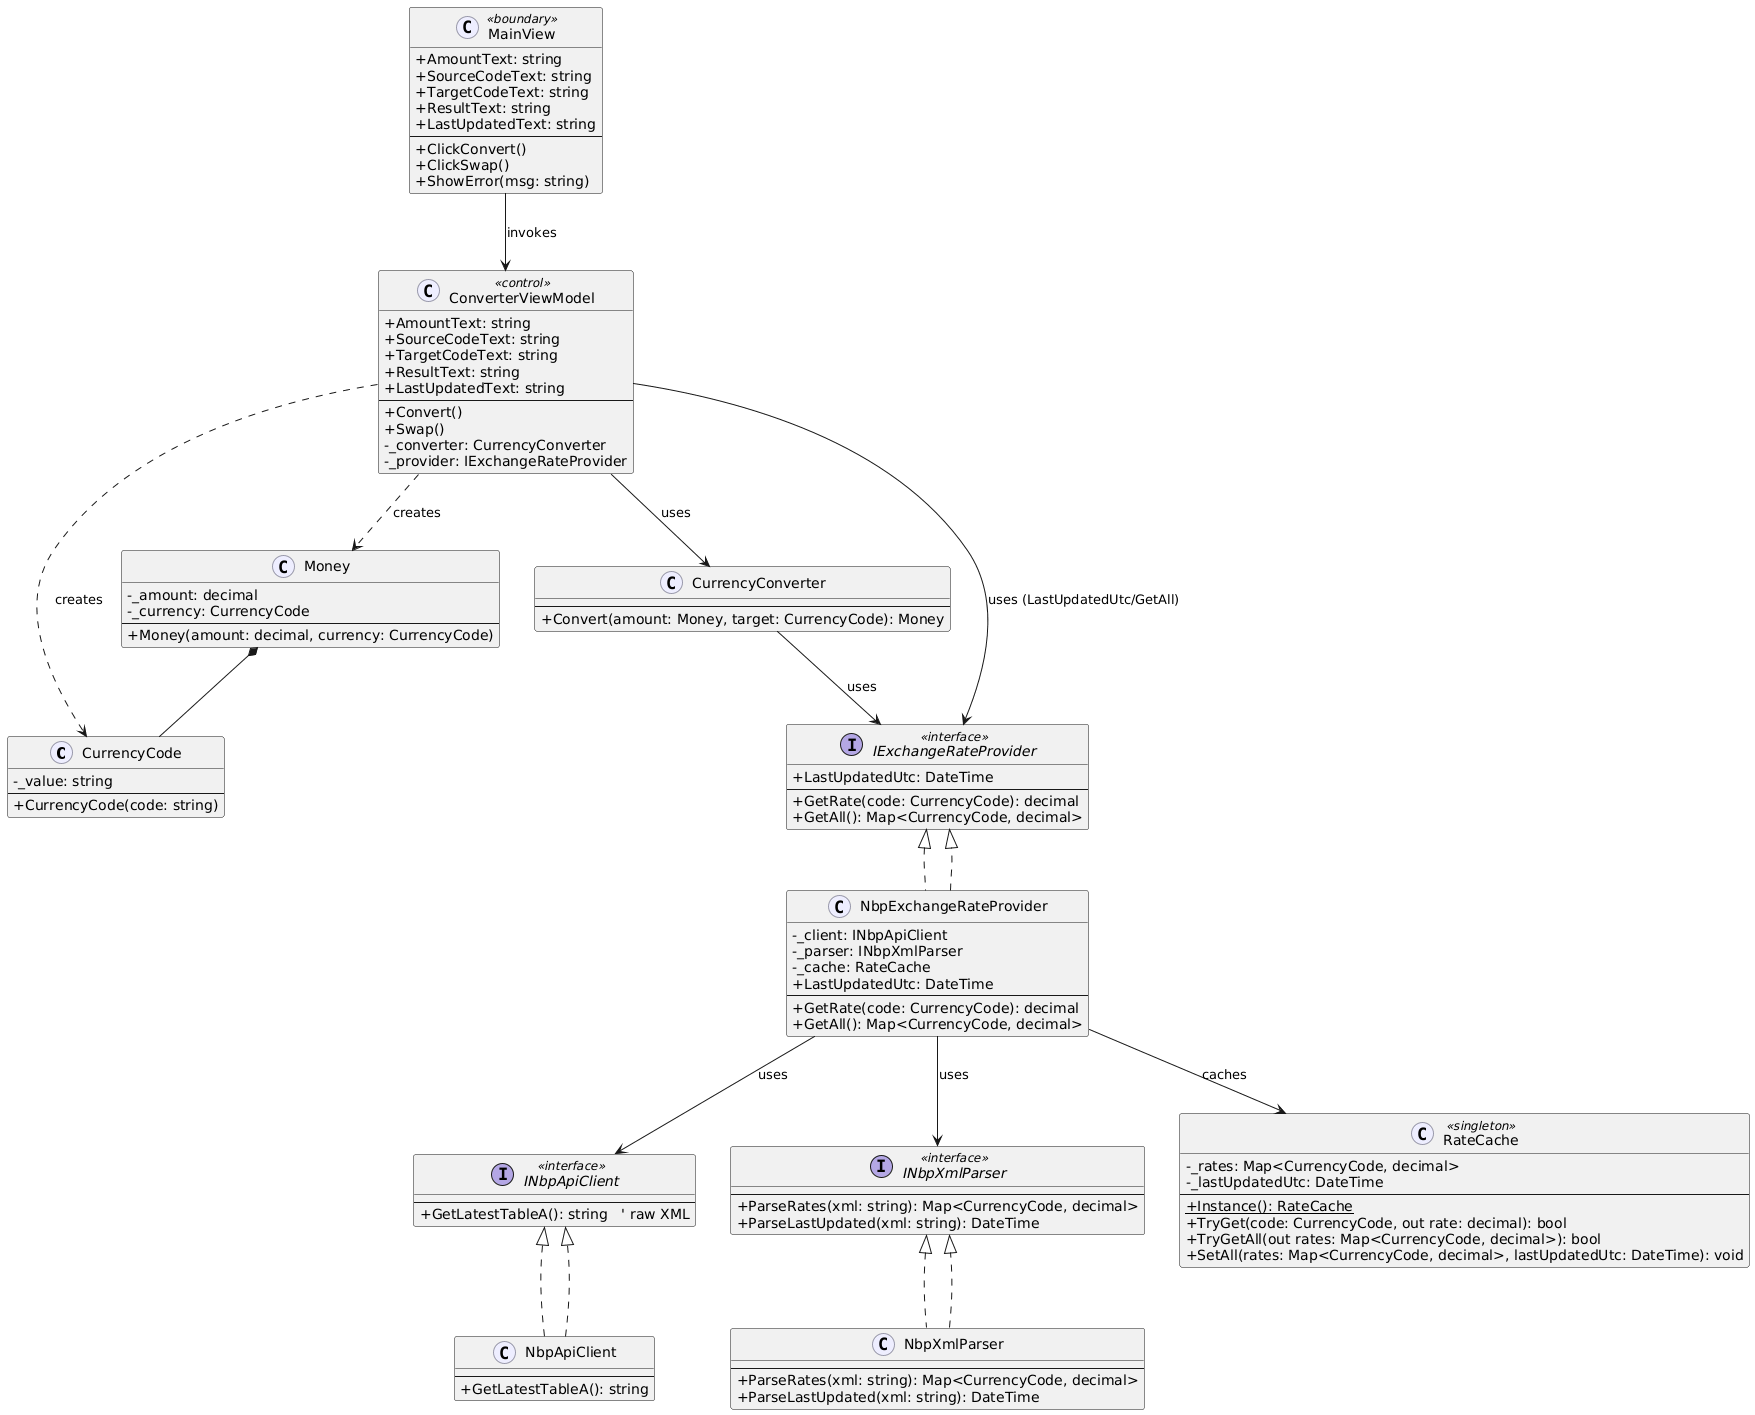 C
«boundary»
MainView
+AmountText: string
+SourceCodeText: string
+TargetCodeText: string
+ResultText: string
+LastUpdatedText: string
+ClickConvert()
+ClickSwap()
+ShowError(msg: string)
invokes
C
«control»
ConverterViewModel
+AmountText: string
+SourceCodeText: string
+TargetCodeText: string
+ResultText: string
+LastUpdatedText: string
+Convert()
+Swap()
-_converter: CurrencyConverter
-_provider: IExchangeRateProvider
creates
uses
creates
uses (LastUpdatedUtc/GetAll)
C Money
-_amount: decimal
-_currency: CurrencyCode
+Money(amount: decimal, currency: CurrencyCode)
C CurrencyConverter
+Convert(amount: Money, target: CurrencyCode): Money
uses
C CurrencyCode
-_value: string
+CurrencyCode(code: string)
I
«interface»
IExchangeRateProvider
+LastUpdatedUtc: DateTime
+GetRate(code: CurrencyCode): decimal
+GetAll(): Map<CurrencyCode, decimal>
C NbpExchangeRateProvider
-_client: INbpApiClient
-_parser: INbpXmlParser
-_cache: RateCache
+LastUpdatedUtc: DateTime
+GetRate(code: CurrencyCode): decimal
+GetAll(): Map<CurrencyCode, decimal>
uses
uses
caches
I
«interface»
INbpApiClient
+GetLatestTableA(): string ' raw XML
I
«interface»
INbpXmlParser
+ParseRates(xml: string): Map<CurrencyCode, decimal>
+ParseLastUpdated(xml: string): DateTime
C
«singleton»
RateCache
-_rates: Map<CurrencyCode, decimal>
-_lastUpdatedUtc: DateTime
+Instance(): RateCache
+TryGet(code: CurrencyCode, out rate: decimal): bool
+TryGetAll(out rates: Map<CurrencyCode, decimal>): bool
+SetAll(rates: Map<CurrencyCode, decimal>, lastUpdatedUtc: DateTime): void
C NbpApiClient
+GetLatestTableA(): string
C NbpXmlParser
+ParseRates(xml: string): Map<CurrencyCode, decimal>
+ParseLastUpdated(xml: string): DateTime